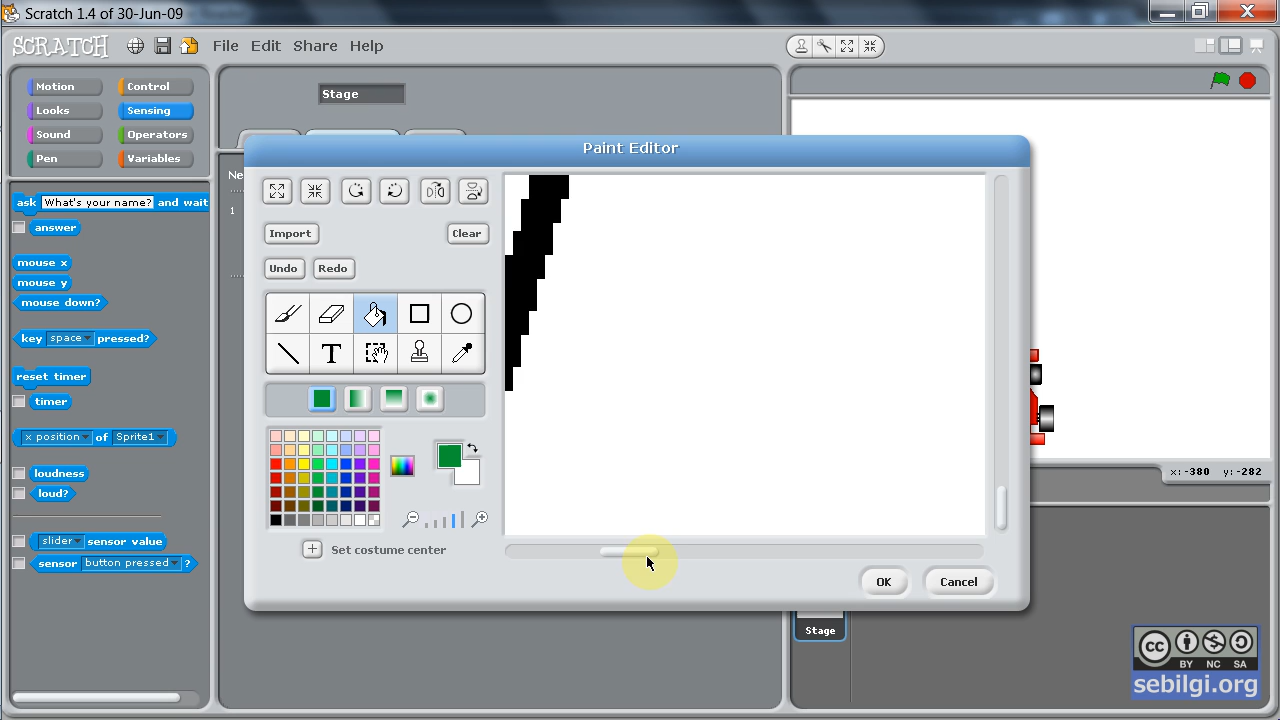 Scratch 1.4 of 30-Jun-09
SCRATCH File Edit Share Help
Motion Control
Looks Sensing
Sound Operators
Pen Variables
Stage
Paint Editor
ask What's your name? and wait
answer
mouse x
mouse y
mouse down?
key space pressed?
reset timer
timer
x position of Sprite1
loudness
loud?
slider sensor value
sensor button pressed ?
Ne
1
Import Clear
Undo Redo
T
Set costume center
OK Cancel
x: -380 y: -282
Stage
cc BY NC SA
sebilgi.org